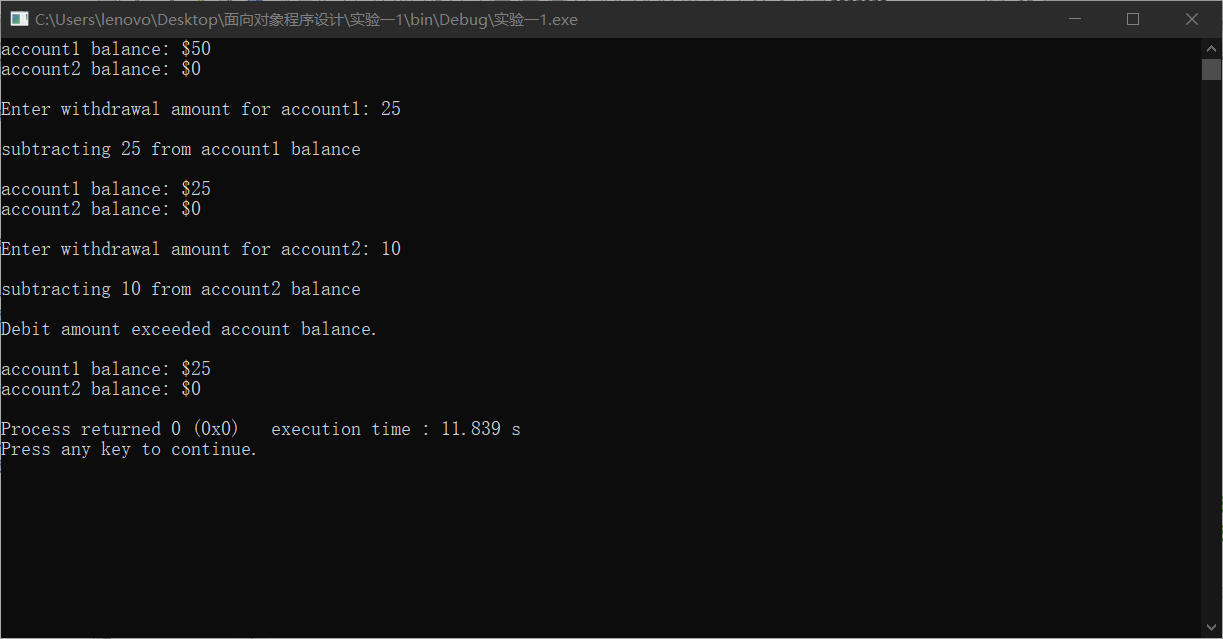 C:\Users\lenovo\Desktop\面向对象程序设计\实验一1\bin\Debug\实验一1.exe
account1 balance: $50
account2 balance: $0
Enter withdrawal amount for account1: 25
subtracting 25 from account1 balance
account1 balance: $25
account2 balance: $0
Enter withdrawal amount for account2: 10
subtracting 10 from account2 balance
Debit amount exceeded account balance.
account1 balance: $25
account2 balance: $0
Process returned 0 (0x0)   execution time : 11.839 s
Press any key to continue.